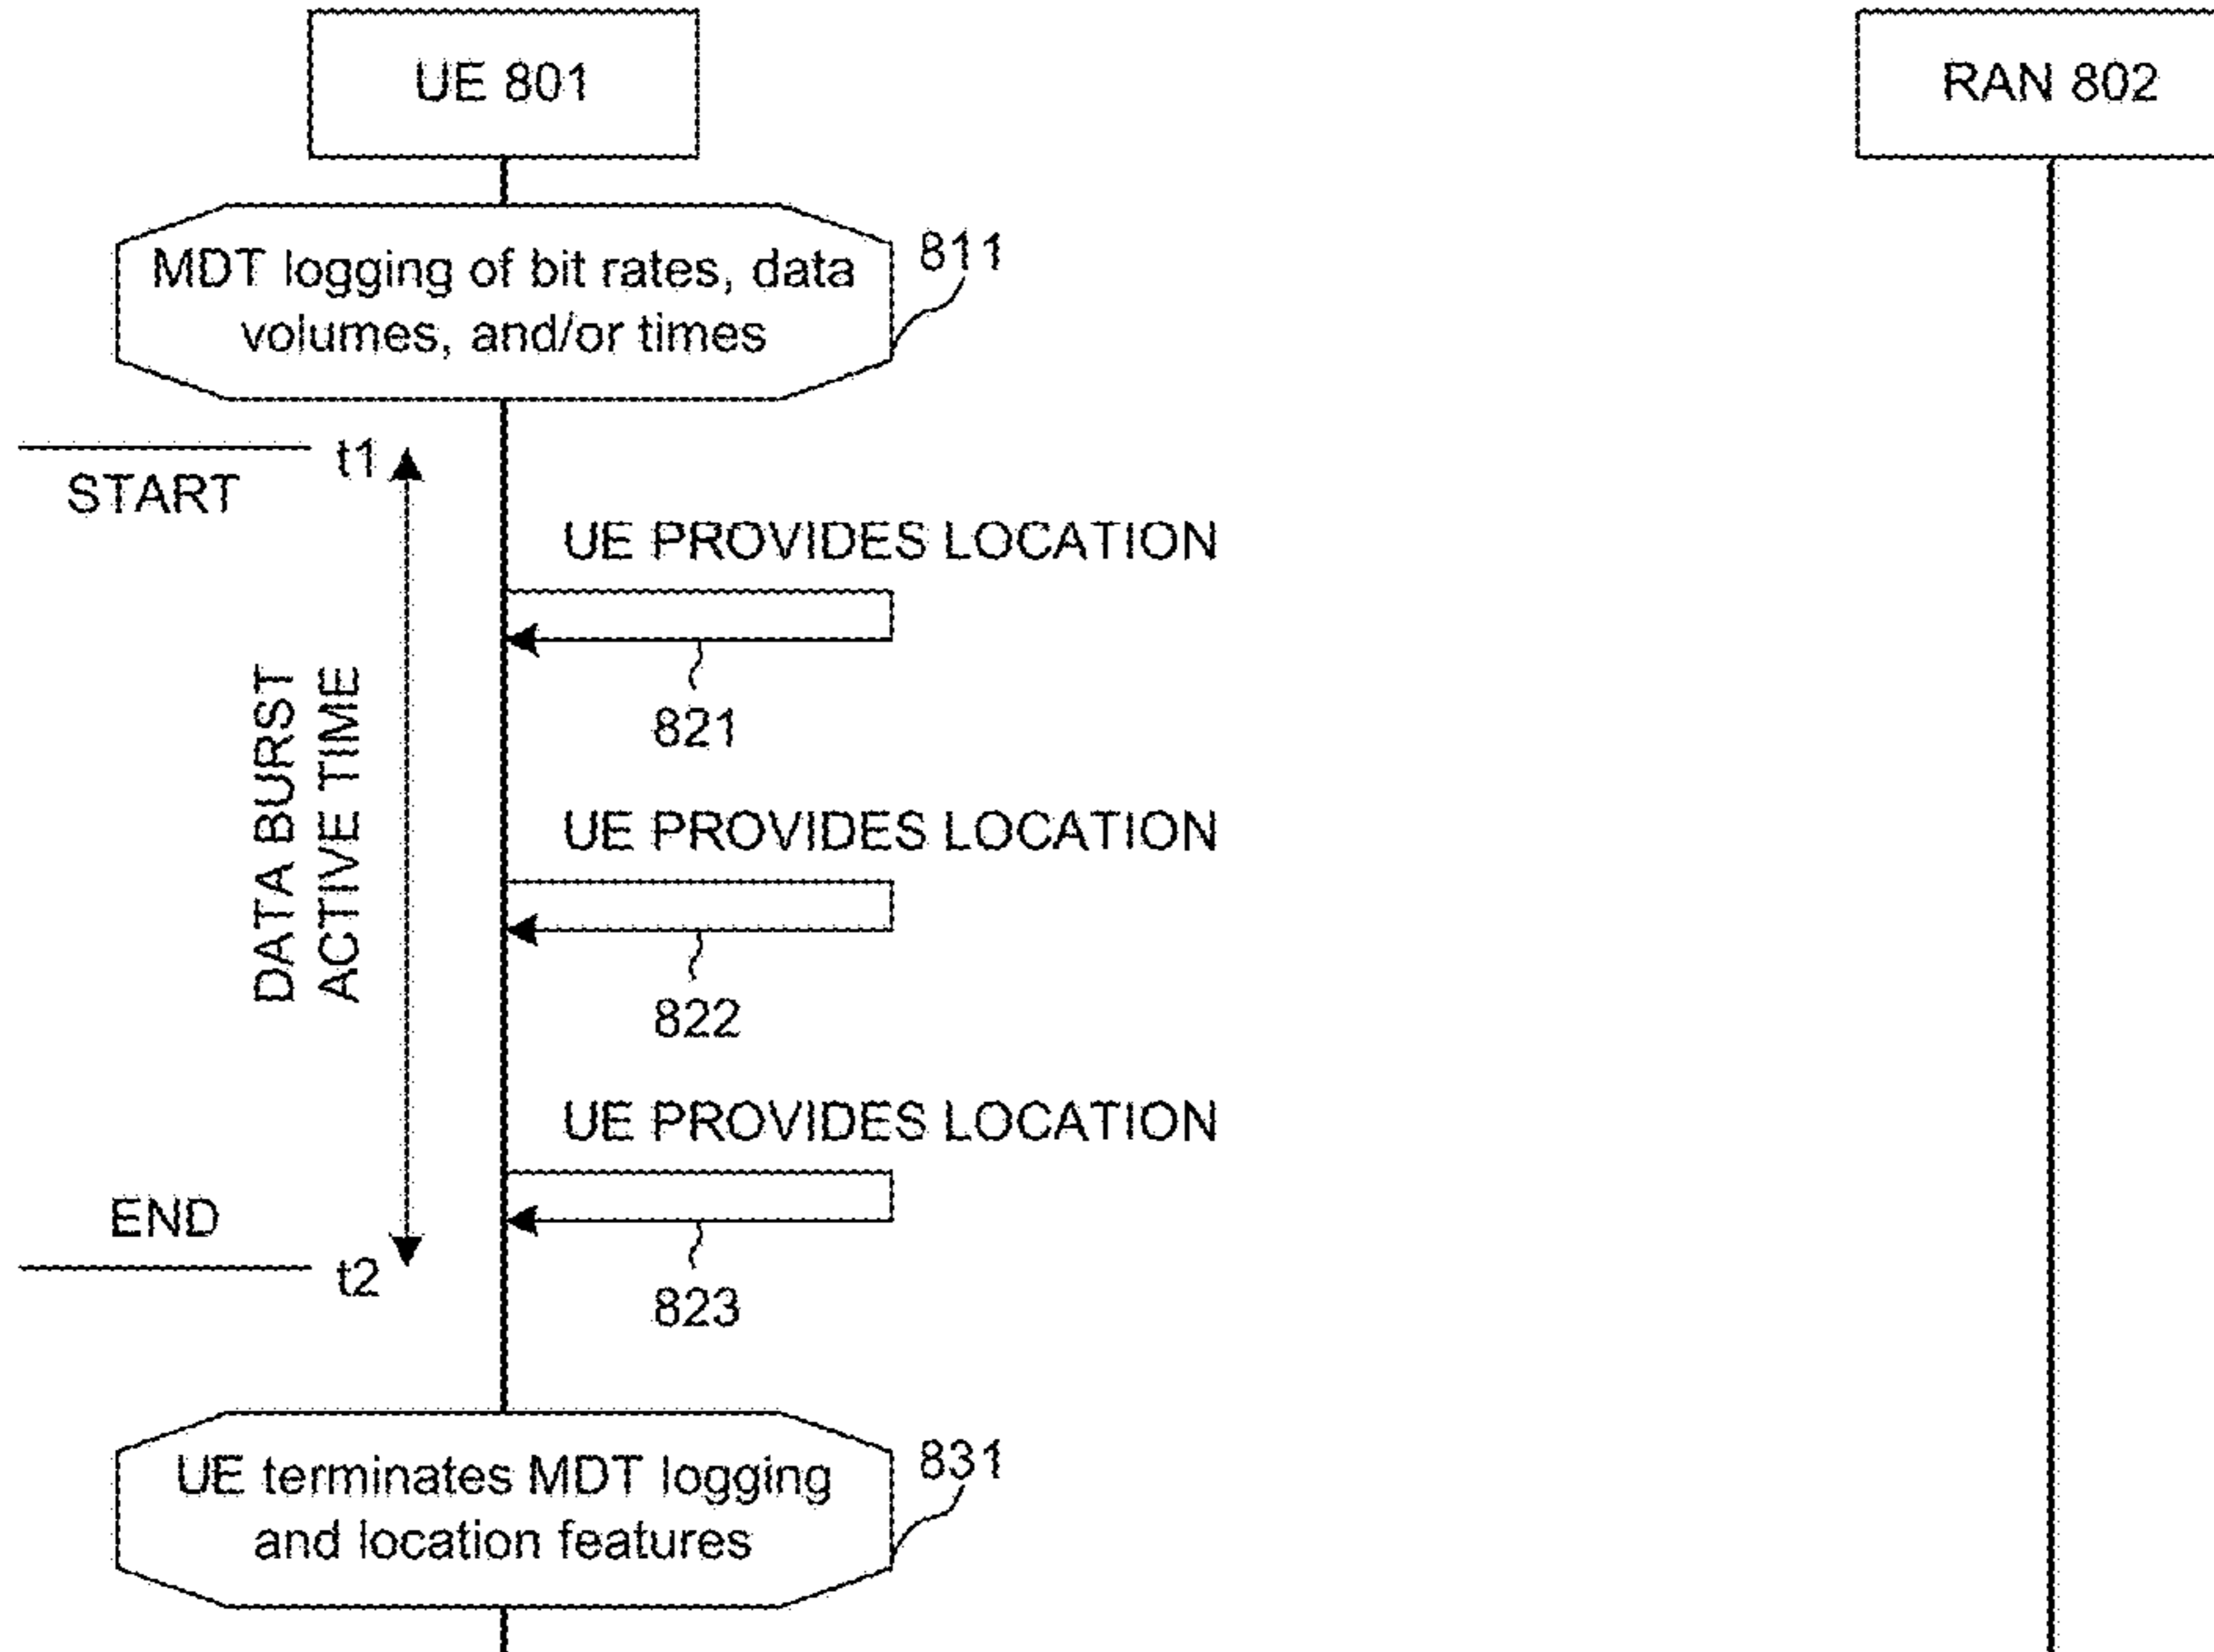 UE 801
RAN 802
MDT logging of bit rates, data
volumes, and/or times
811
t1
START
UE PROVIDES LOCATION
821
DATA BURST
ACTIVE TIME
UE PROVIDES LOCATION
822
UE PROVIDES LOCATION
END
t2
823
UE terminates MDT logging
and location features
831